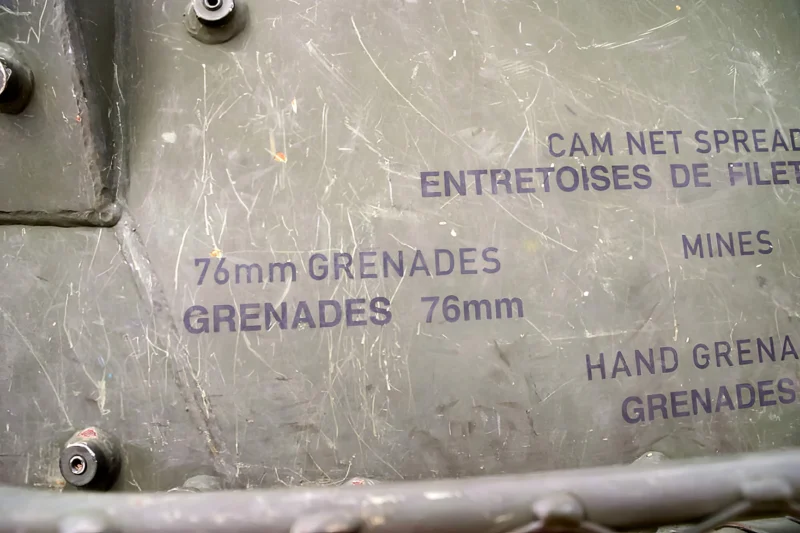 CAM NET SPREAD
ENTRETOISES DE FILET
MINES
76mm GRENADES
GRENADES 76mm
HAND GRENA
GRENADES